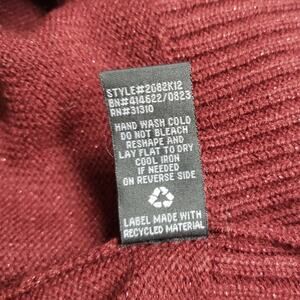 STYLE#2682K12
BN#414622/0823
RN#31310
HAND WASH COLD
DO NOT BLEACH
RESHAPE AND
LAY FLAT TO DRY
COOL IRON
IF NEEDED
ON REVERSE SIDE
LABEL MADE WITH
RECYCLED MATERIAL